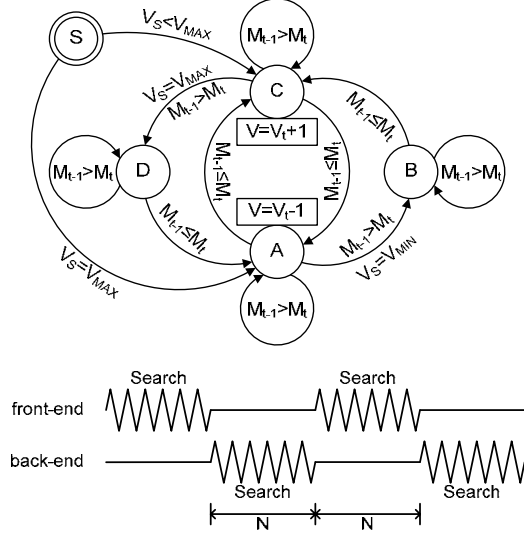 S
V_S<V_MAX
M_t-1>M_t
C
V_S=V_MAX
M_t-1>M_t
V=V_t+1
M_t-1≤M_t
D
M_t-1>M_t
M_t-1≤M_t
M_t-1≤M_t
B
M_t-1>M_t
V=V_t-1
A
M_t-1≤M_t
M_t-1>M_t
V_S=V_MIN
V_S=V_MAX
M_t-1>M_t
Search
Search
front-end
back-end
Search
Search
N
N